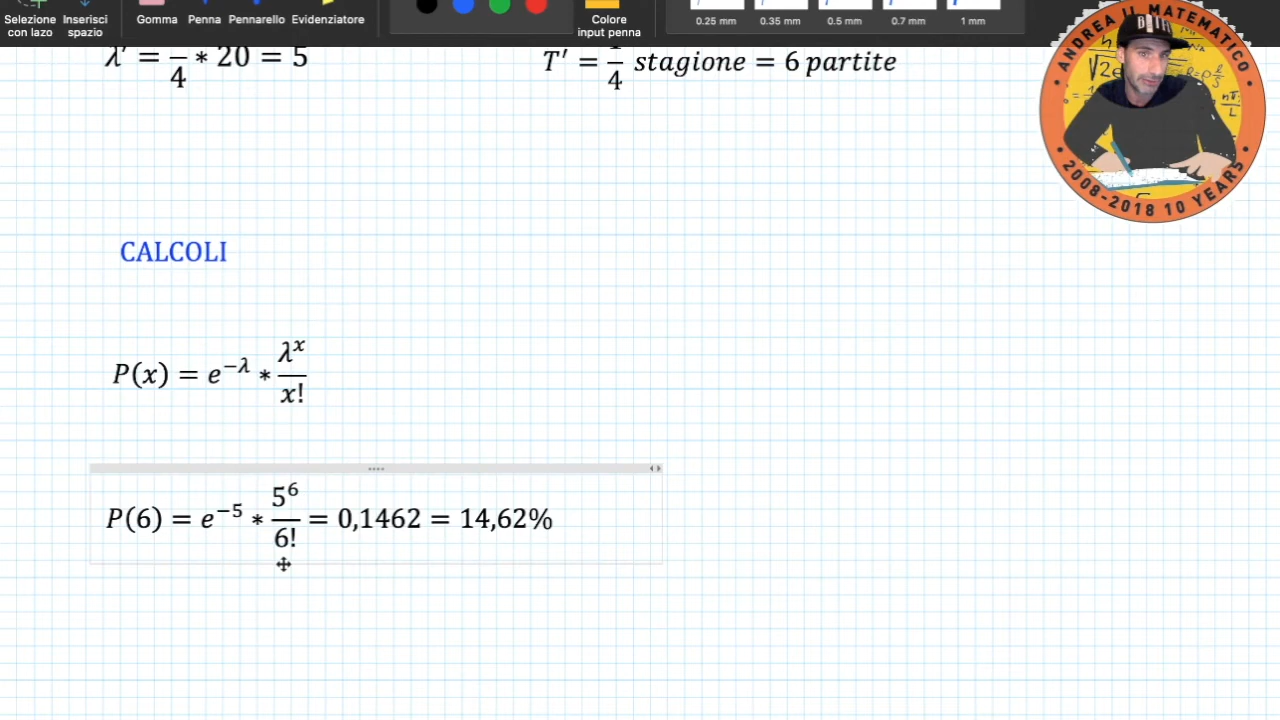 Selezione con lazo
Inserisci spazio
Gomma
Penna
Pennarello
Evidenziatore
Colore input penna
0.25 mm
0.35 mm
0.5 mm
0.7 mm
1 mm
ANDREA IL MATEMATICO
2008-2018 10 YEARS
λ' = —/4 * 20 = 5
T' = 1/4 stagione = 6 partite
CALCOLI
P(x) = e^{-λ} * λ^x/x!
P(6) = e^{-5} * 5^6/6! = 0,1462 = 14,62%